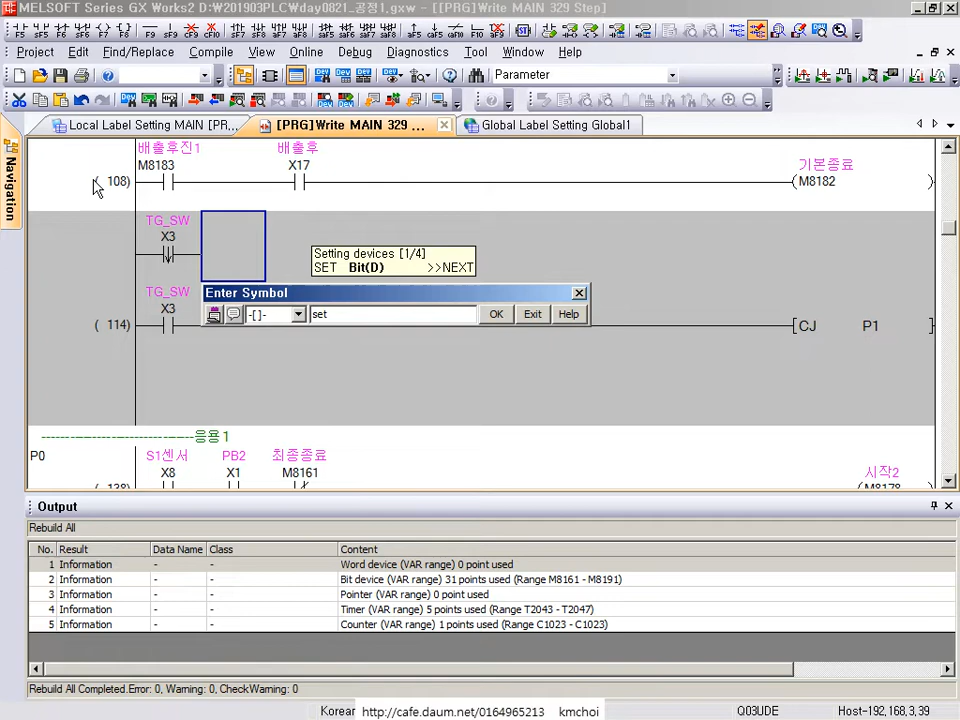 MELSOFT Series GX Works2 D:\201903PLC\day0821_공정1.gxw - [[PRG]Write MAIN 329 Step]
Project Edit Find/Replace Compile View Online Debug Diagnostics Tool Window Help
Parameter
Local Label Setting MAIN [PR,... [PRG]Write MAIN 329 ... Global Label Setting Global1
Navigation
배출후진1 배출후
M8183 X17 기본종료
( 108) (M8182 )
TG_SW
X3
Setting devices [1/4]
SET Bit(D) >>NEXT
Enter Symbol
-[ ]- set OK Exit Help
TG_SW
X3
( 114) [CJ P1 ]
------------------------------응용1
P0 S1센서 PB2 최종종료
X8 X1 M8161 시작2
( 138) (M8178 )
Output
Rebuild All
No. Result Data Name Class Content
1 Information - - Word device (VAR range) 0 point used
2 Information - - Bit device (VAR range) 31 points used (Range M8161 - M8191)
3 Information - - Pointer (VAR range) 0 point used
4 Information - - Timer (VAR range) 5 points used (Range T2043 - T2047)
5 Information - - Counter (VAR range) 1 points used (Range C1023 - C1023)
Rebuild All Completed.Error: 0, Warning: 0, CheckWarning: 0
Korean http://cafe.daum.net/0164965213 kmchoi Q03UDE Host-192,168,3,39